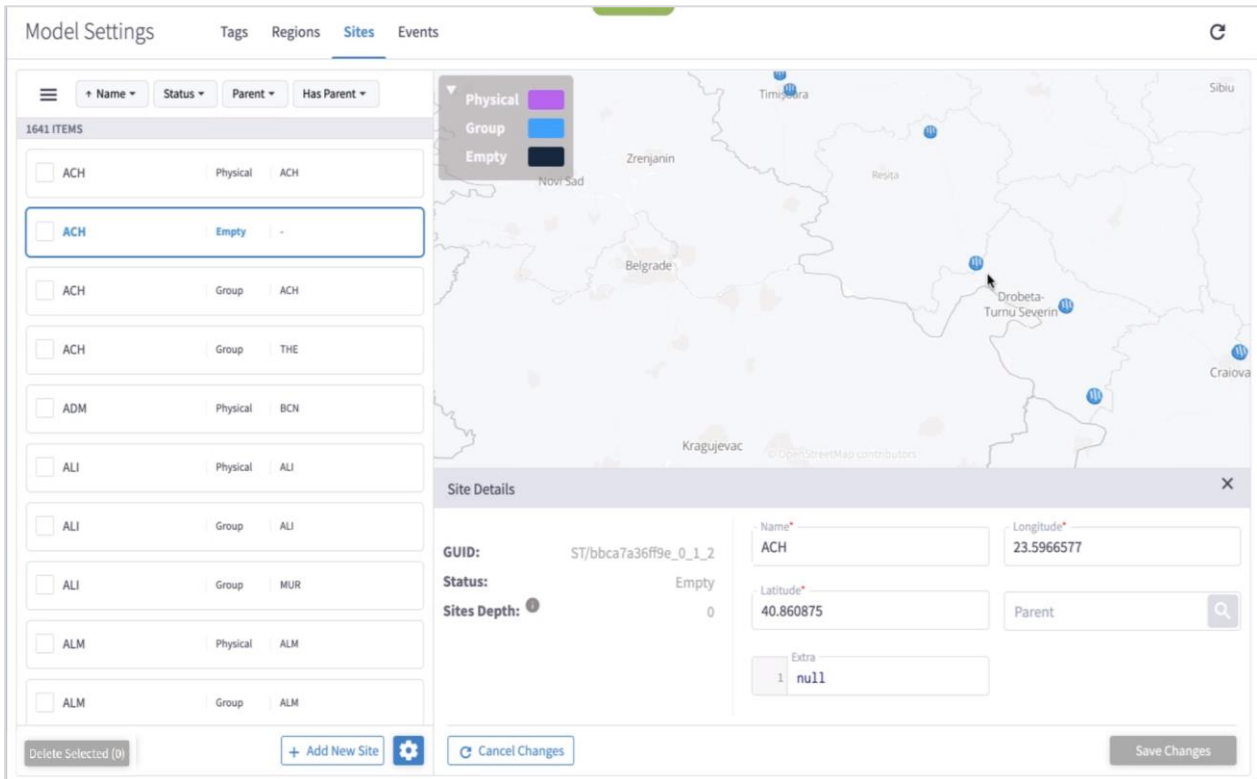 Model Settings Tags Regions Sites Events
↑ Name Status Parent Has Parent
1641 ITEMS
ACH Physical ACH
ACH Empty -
ACH Group ACH
ACH Group THE
ADM Physical BCN
ALI Physical ALI
ALI Group ALI
ALI Group MUR
ALM Physical ALM
ALM Group ALM
Delete Selected (0) + Add New Site
Physical
Group
Empty
Timișoara
Sibiu
Zrenjanin
Reșița
Novi Sad
Belgrade
Drobeta-
Turnu Severin
Craiova
Kragujevac
© OpenStreetMap contributors
Site Details
GUID: ST/bbca7a36ff9e_0_1_2
Status: Empty
Sites Depth: 0
Name*
ACH
Longitude*
23.5966577
Latitude*
40.860875
Parent
Extra
1 null
Cancel Changes Save Changes